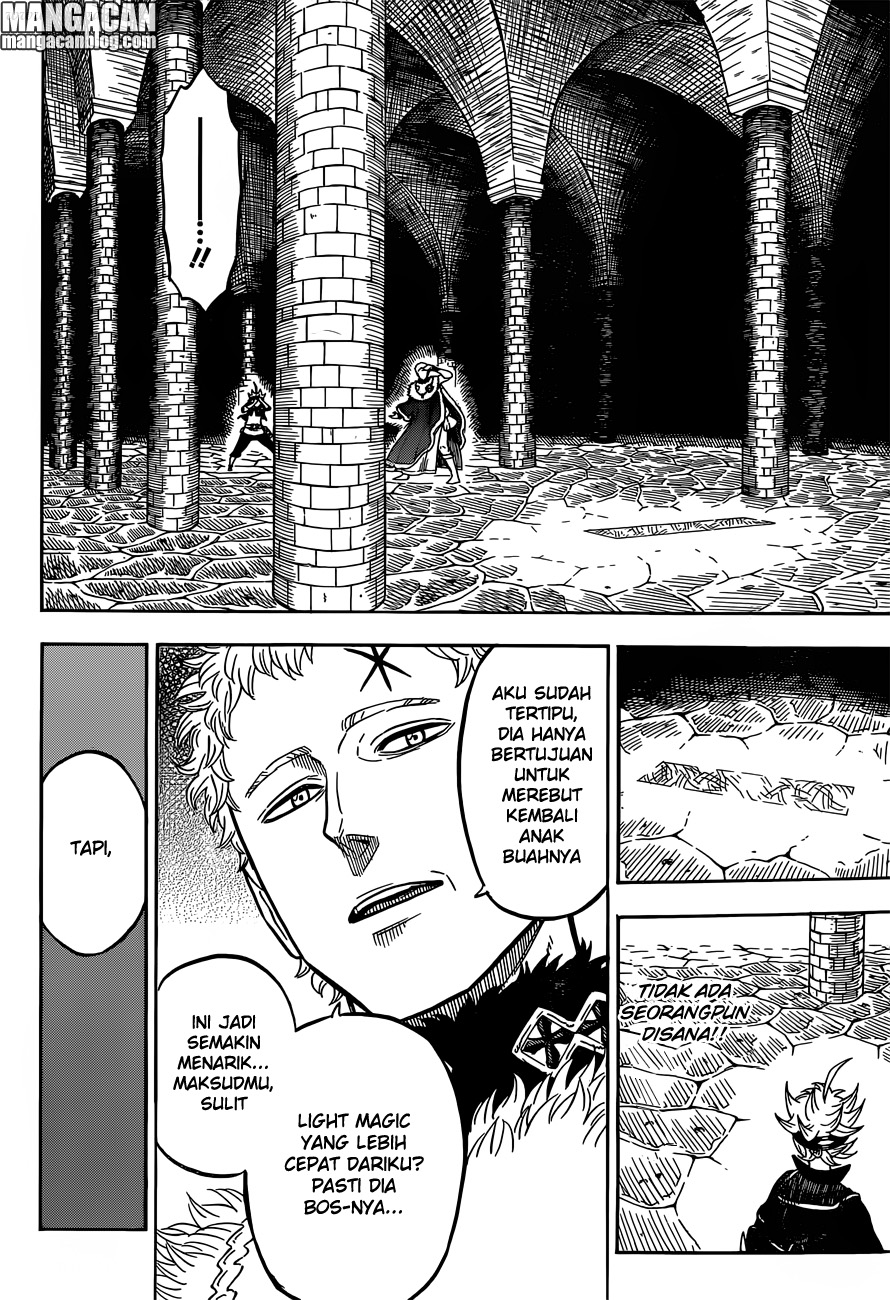 MANGACAN
mangacanblog.com
...!!
TIDAK ADA
SEORANGPUN
DISANA!!
AKU SUDAH
TERTIPU,
DIA HANYA
BERTUJUAN
UNTUK
MEREBUT
KEMBALI
ANAK
BUAHNYA
LIGHT MAGIC
YANG LEBIH
CEPAT DARIKU?
PASTI DIA
BOS-NYA...
INI JADI
SEMAKIN
MENARIK...
MAKSUDMU,
SULIT
TAPI,